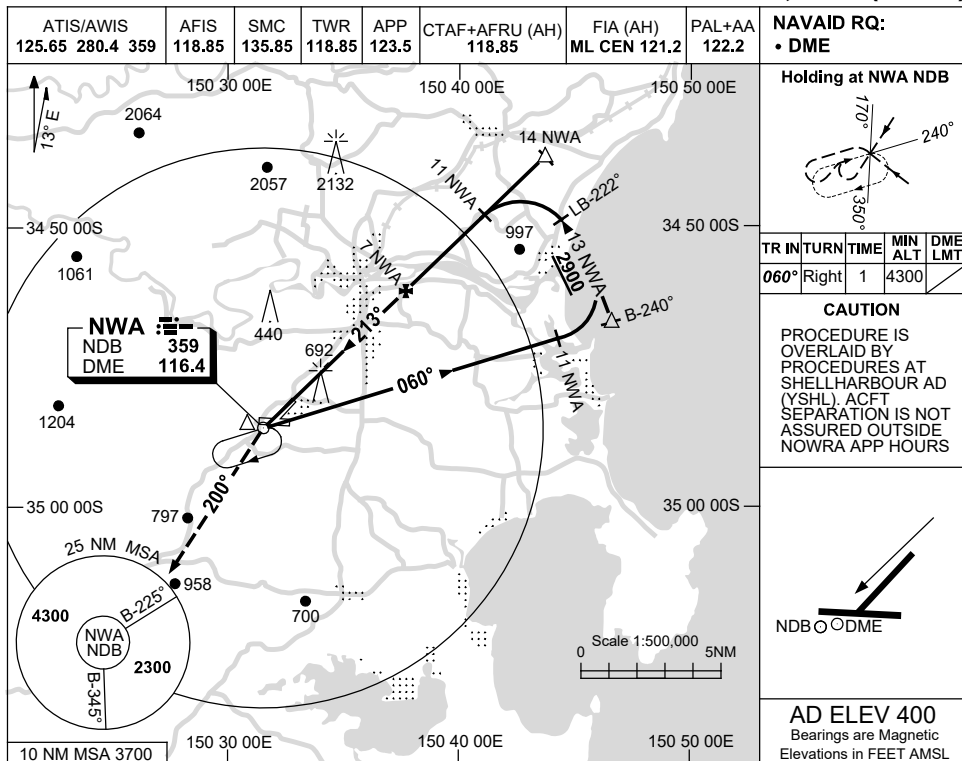 ATIS/AWIS
125.65 280.4 359
AFIS
118.85
SMC
135.85
TWR
118.85
APP
123.5
CTAF+AFRU (AH)
118.85
FIA (AH)
ML CEN 121.2
PAL+AA
122.2
NAVAID RQ:
• DME
150 30 00E
150 40 00E
150 50 00E
13° E
2064
2057
2132
14 NWA
11 NWA
LB-222°
34 50 00S
34 50 00S
997
1061
7 NWA
13 NWA
2900
B-240°
440
213°
NWA
NDB 359
DME 116.4
692
060°
11 NWA
1204
200°
35 00 00S
35 00 00S
797
958
700
25 NM MSA
4300
B-225°
NWA
NDB
2300
B-345°
10 NM MSA 3700
150 30 00E
150 40 00E
150 50 00E
Scale 1:500,000
0 5NM
Holding at NWA NDB
170°
240°
350°
TR IN
TURN
TIME
MIN
ALT
DME
LMT
060°
Right
1
4300
CAUTION
PROCEDURE IS
OVERLAID BY
PROCEDURES AT
SHELLHARBOUR AD
(YSHL). ACFT
SEPARATION IS NOT
ASSURED OUTSIDE
NOWRA APP HOURS
NDB
DME
AD ELEV 400
Bearings are Magnetic
Elevations in FEET AMSL